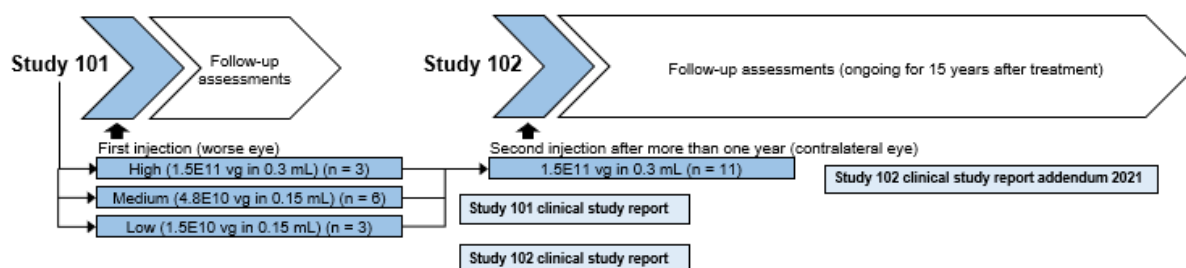 Study 101
Follow-up
assessments
Study 102
Follow-up assessments (ongoing for 15 years after treatment)
First injection (worse eye)
High (1.5E11 vg in 0.3 mL) (n = 3)
Medium (4.8E10 vg in 0.15 mL) (n = 6)
Low (1.5E10 vg in 0.15 mL) (n = 3)
Second injection after more than one year (contralateral eye)
1.5E11 vg in 0.3 mL (n = 11)
Study 102 clinical study report addendum 2021
Study 101 clinical study report
Study 102 clinical study report